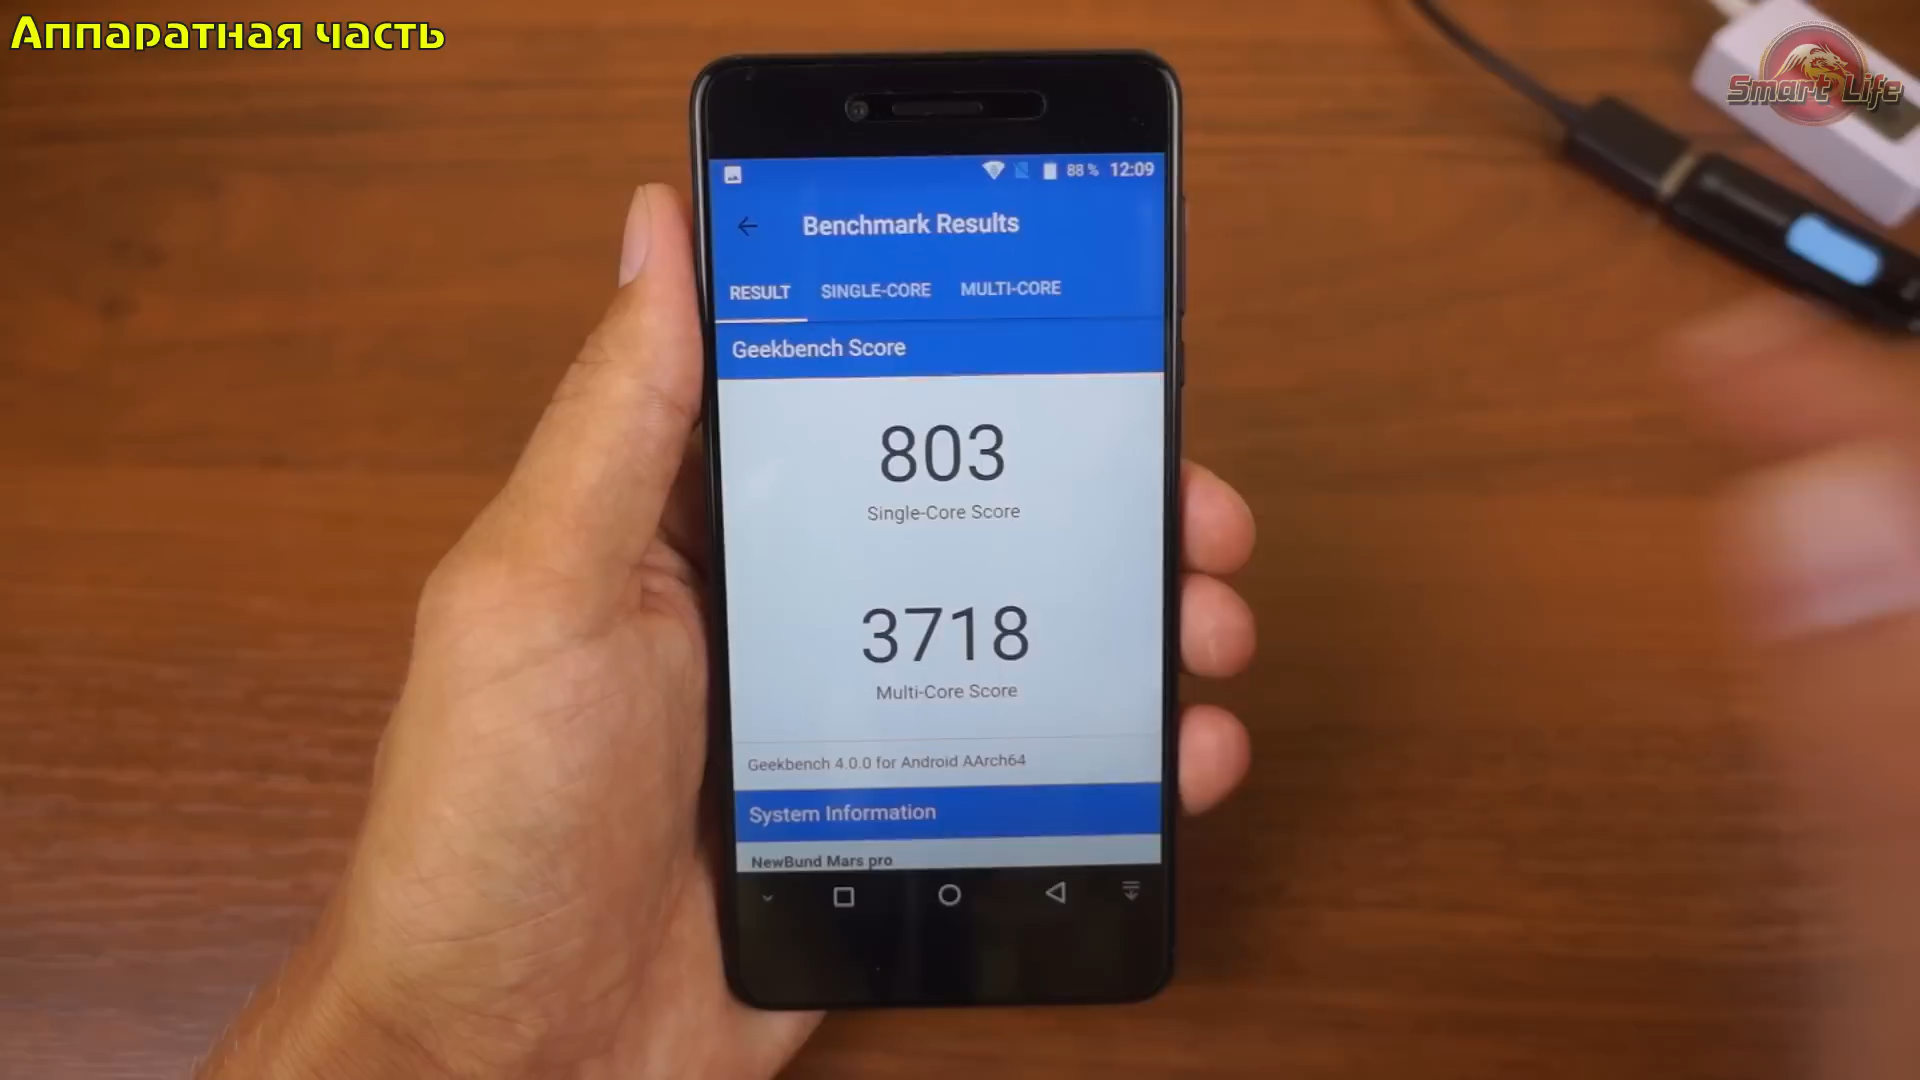 Аппаратная часть
Smart Life
88 % 12:09
Benchmark Results
RESULT SINGLE-CORE MULTI-CORE
Geekbench Score
803
Single-Core Score
3718
Multi-Core Score
Geekbench 4.0.0 for Android AArch64
System Information
NewBund Mars pro